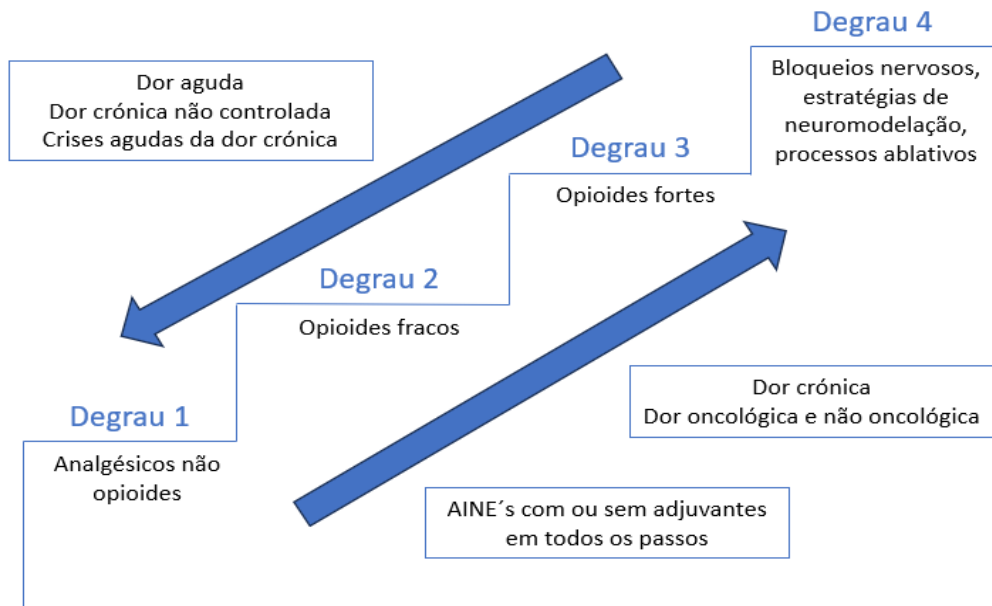 Degrau 4
Bloqueios nervosos,
estratégias de
neuromodelação,
processos ablativos
Dor aguda
Dor crónica não controlada
Crises agudas da dor crónica
Degrau 3
Opioides fortes
Degrau 2
Opioides fracos
Degrau 1
Analgésicos não
opioides
Dor crónica
Dor oncológica e não oncológica
AINE´s com ou sem adjuvantes
em todos os passos